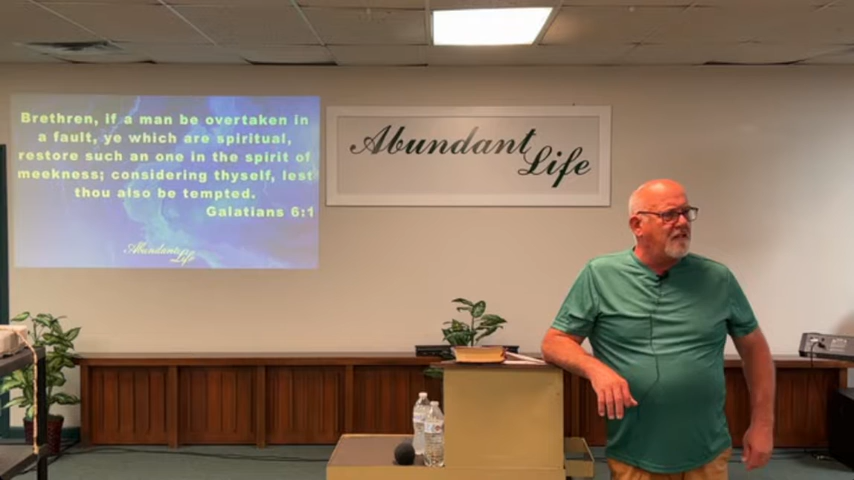 Brethren, if a man be overtaken in
a fault, ye which are spiritual,
restore such an one in the spirit of
meekness; considering thyself, lest
thou also be tempted.
Galatians 6:1
Abundant
Life
Abundant
Life